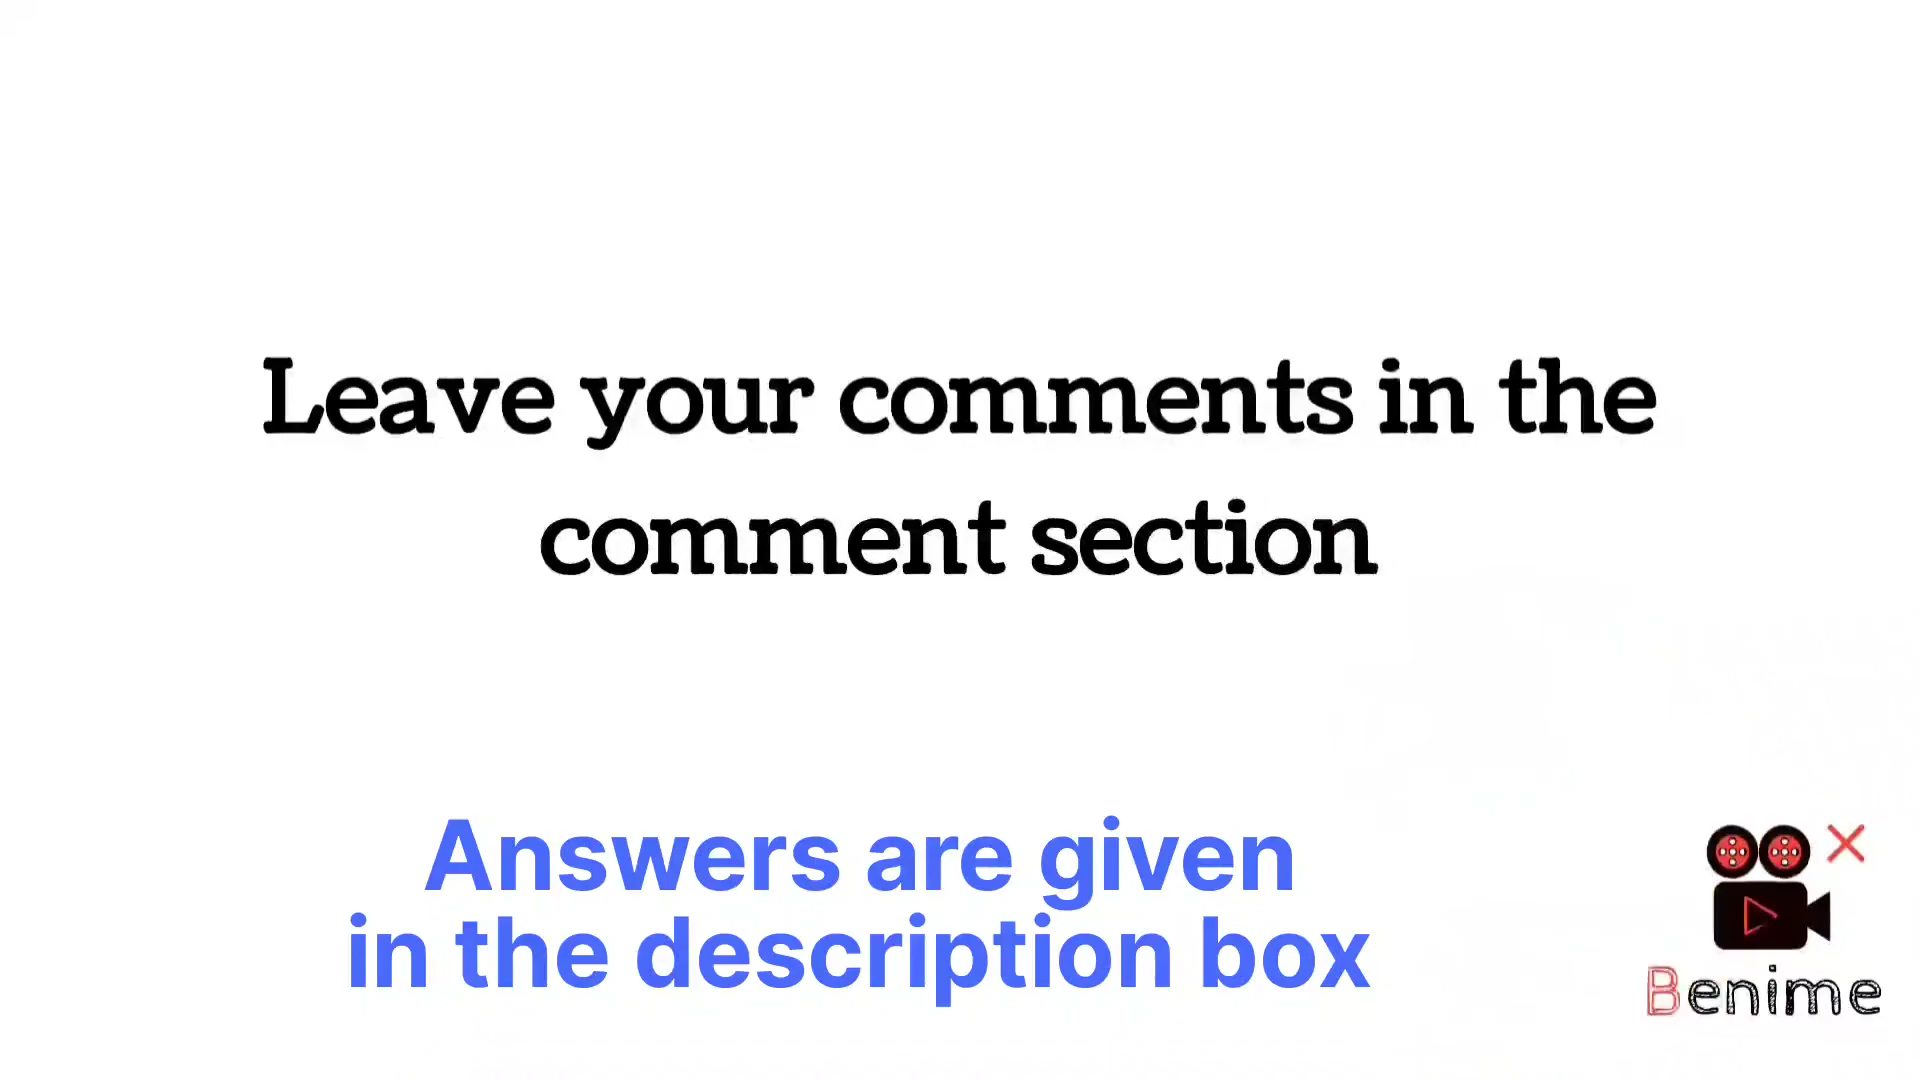 Leave your comments in the
comment section
Answers are given
in the description box
Benime